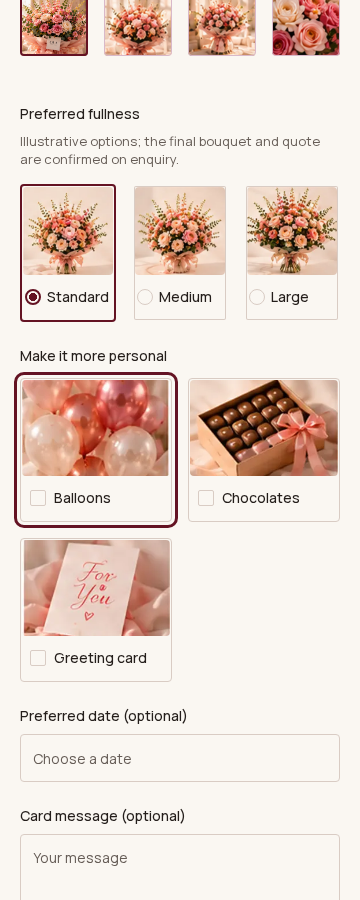 Preferred fullness
Illustrative options; the final bouquet and quote
are confirmed on enquiry.
Standard
Medium
Large
Make it more personal
Balloons
Chocolates
For
You
Greeting card
Preferred date (optional)
Choose a date
Card message (optional)
Your message